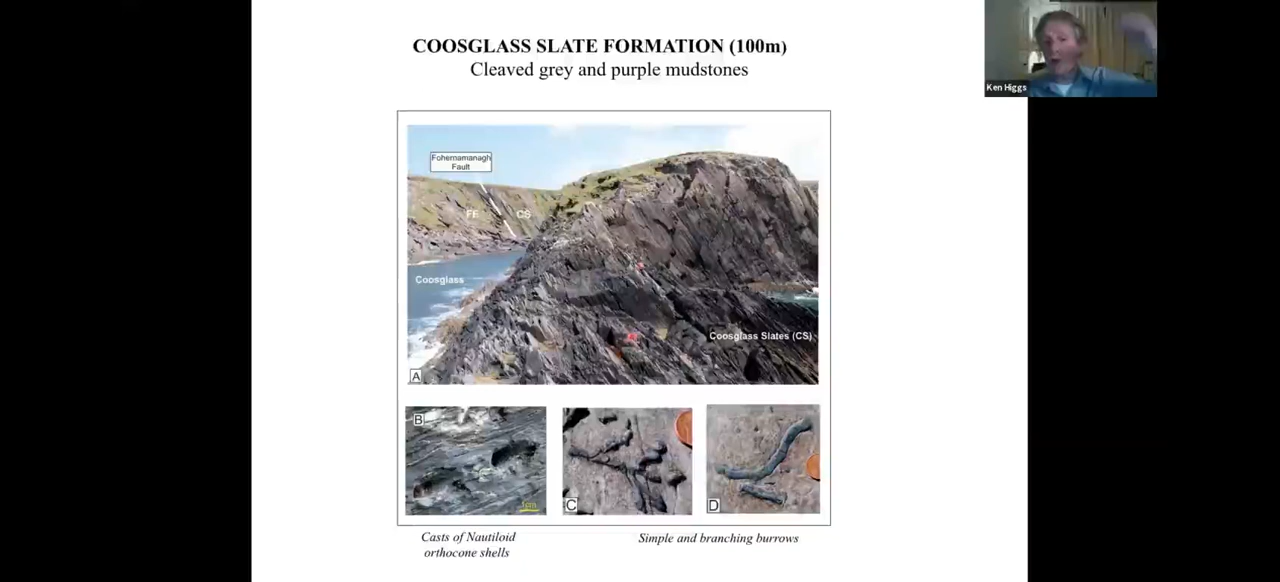 COOSGLASS SLATE FORMATION (100m)
Cleaved grey and purple mudstones
Ken Higgs
Fohernamanagh
Fault
FF CS
Coosglass
Coosglass Slates (CS)
A
B
1cm
C
D
Casts of Nautiloid
orthocone shells
Simple and branching burrows